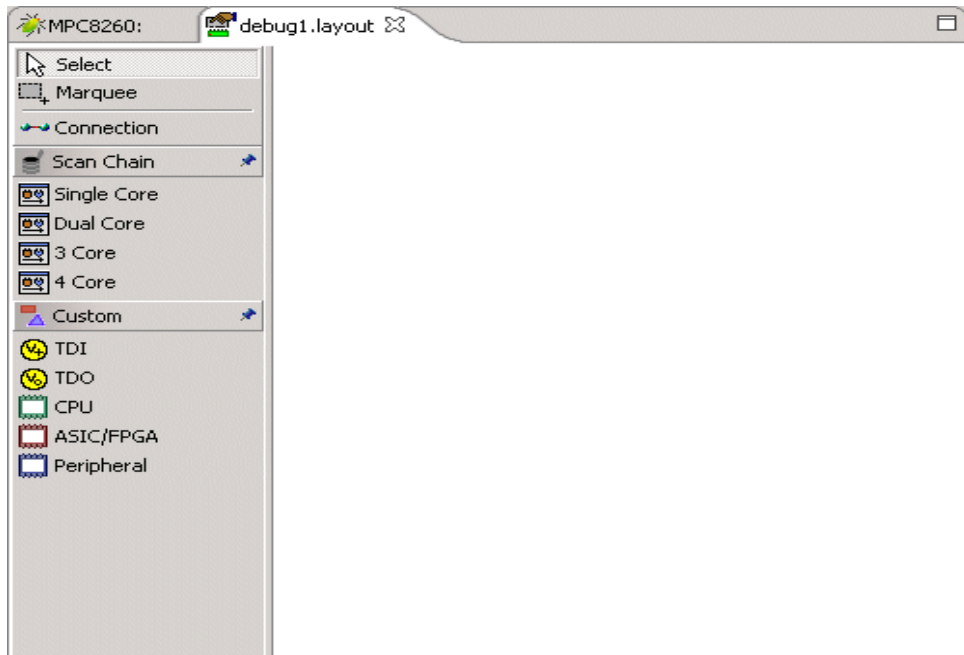 MPC8260: debug1.layout
Select
Marquee
Connection
Scan Chain
Single Core
Dual Core
3 Core
4 Core
Custom
TDI
TDO
CPU
ASIC/FPGA
Peripheral